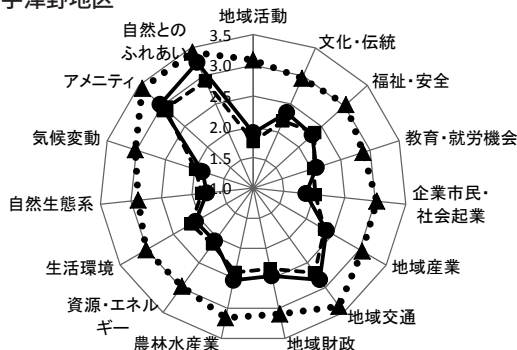 宇津野地区
地域活動
文化・伝統
福祉・安全
教育・就労機会
企業市民・
社会起業
地域産業
地域交通
地域財政
農林水産業
資源・エネル
ギー
生活環境
自然生態系
気候変動
アメニティ
自然との
ふれあい
3.5
3.0
2.5
2.0
1.5
1.0